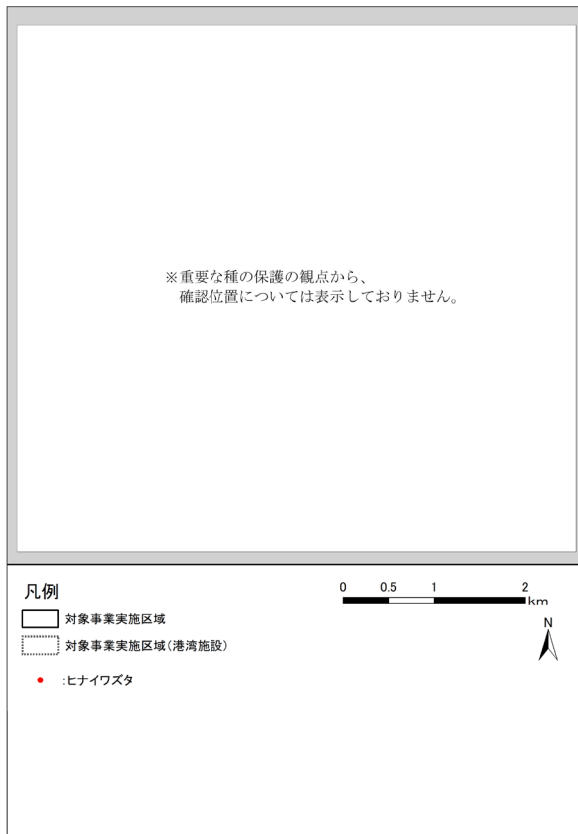 ※重要な種の保護の観点から、
確認位置については表示しておりません。
凡例
対象事業実施区域
対象事業実施区域(港湾施設)
:ヒナイワズタ
0 0.5 1 2
km
N